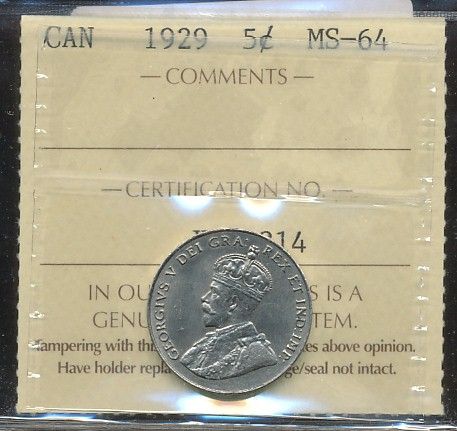 CAN 1929 5¢ MS-64
— COMMENTS —
— CERTIFICATION NO. —
314
GEORGIVS V DEI GRA: REX ET IND: IMP:
IN OU S IS A
GENU TEM.
Tampering with th es above opinion.
Have holder repla ge/seal not intact.